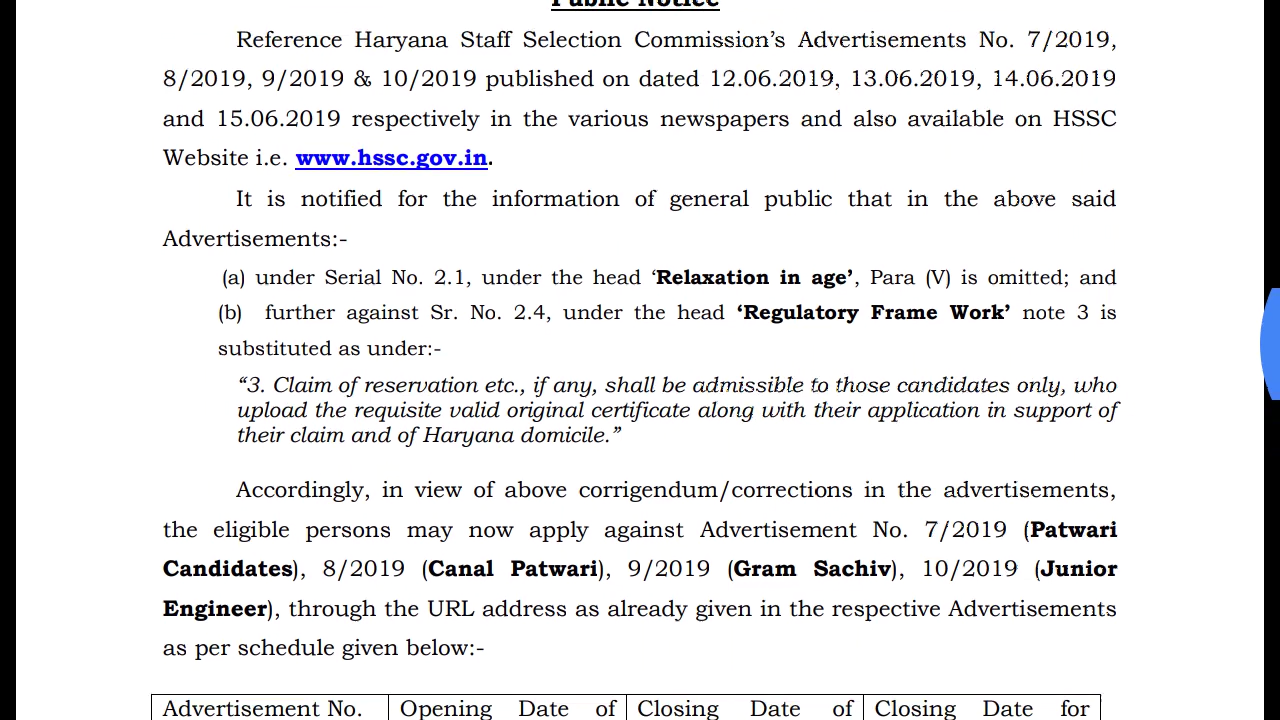 Public Notice
Reference Haryana Staff Selection Commission’s Advertisements No. 7/2019,
8/2019, 9/2019 & 10/2019 published on dated 12.06.2019, 13.06.2019, 14.06.2019
and 15.06.2019 respectively in the various newspapers and also available on HSSC
Website i.e. www.hssc.gov.in.
It is notified for the information of general public that in the above said
Advertisements:-
(a) under Serial No. 2.1, under the head ‘Relaxation in age’, Para (V) is omitted; and
(b) further against Sr. No. 2.4, under the head ‘Regulatory Frame Work’ note 3 is
substituted as under:-
“3. Claim of reservation etc., if any, shall be admissible to those candidates only, who
upload the requisite valid original certificate along with their application in support of
their claim and of Haryana domicile.”
Accordingly, in view of above corrigendum/corrections in the advertisements,
the eligible persons may now apply against Advertisement No. 7/2019 (Patwari
Candidates), 8/2019 (Canal Patwari), 9/2019 (Gram Sachiv), 10/2019 (Junior
Engineer), through the URL address as already given in the respective Advertisements
as per schedule given below:-
Advertisement No. Opening Date of Closing Date of Closing Date for